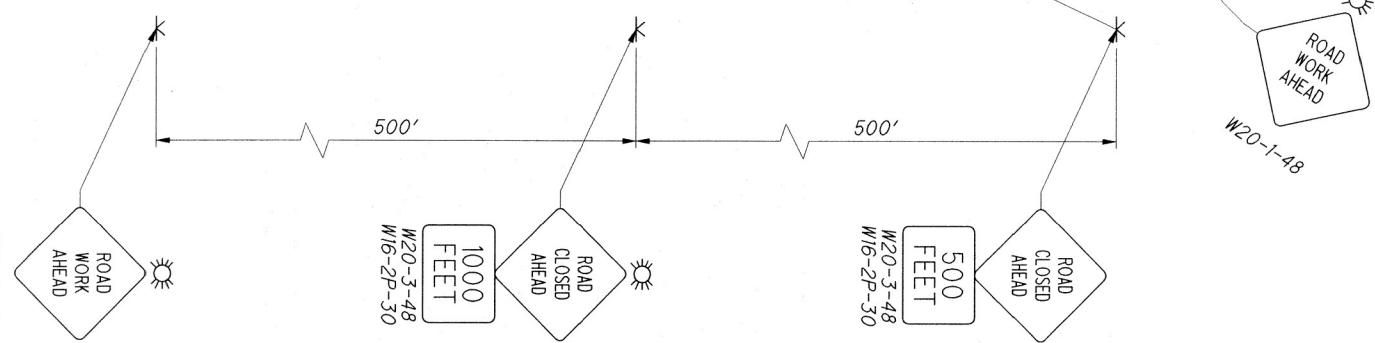 500'
500'
ROAD
WORK
AHEAD
W20-1-48
ROAD
WORK
AHEAD
ROAD
CLOSED
AHEAD
1000
FEET
W20-3-48
W16-2P-30
ROAD
CLOSED
AHEAD
500
FEET
W20-3-48
W16-2P-30